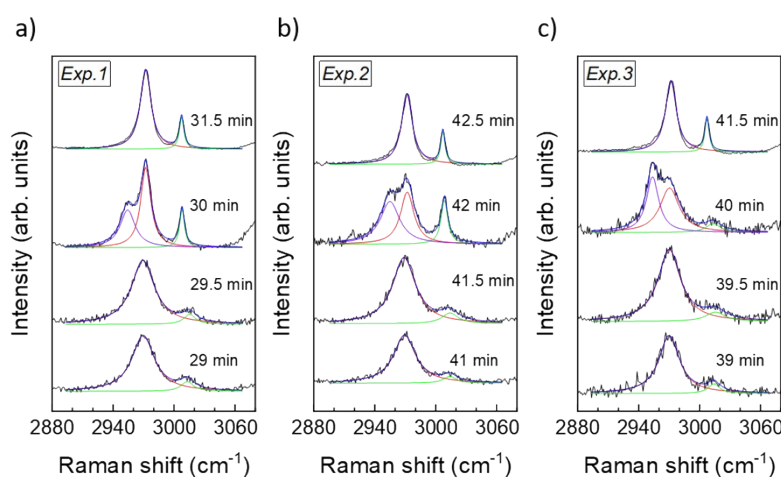 a)
Exp.1
31.5 min
30 min
29.5 min
29 min
Intensity (arb. units)
2880 2940 3000 3060
Raman shift (cm⁻¹)
b)
Exp.2
42.5 min
42 min
41.5 min
41 min
Intensity (arb. units)
2880 2940 3000 3060
Raman shift (cm⁻¹)
c)
Exp.3
41.5 min
40 min
39.5 min
39 min
Intensity (arb. units)
2880 2940 3000 3060
Raman shift (cm⁻¹)